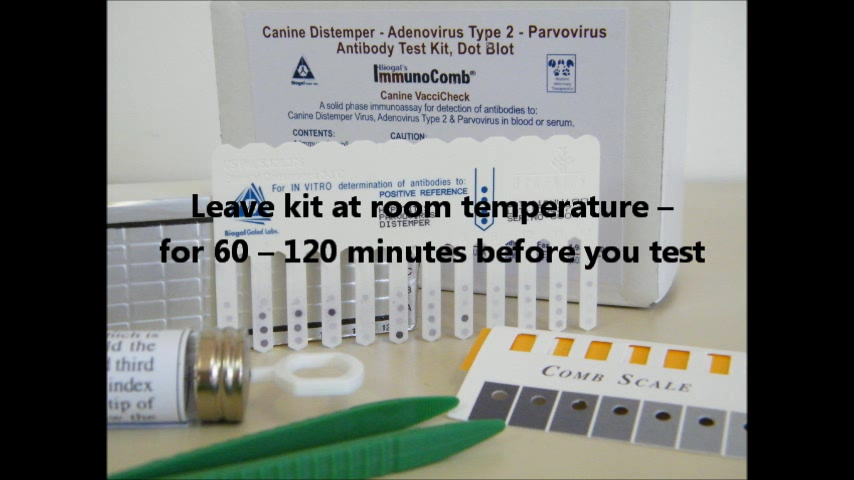 Canine Distemper - Adenovirus Type 2 - Parvovirus
Antibody Test Kit, Dot Blot
Biogal's
ImmunoComb®
Canine VacciCheck
A solid phase immunoassay for detection of antibodies to:
Canine Distemper Virus, Adenovirus Type 2 & Parvovirus in blood or serum.
CONTENTS:
CAUTION:
For IN VITRO determination of antibodies to:
POSITIVE REFERENCE
DISTEMPER
Biogal Galed Labs.
Leave kit at room temperature –
for 60 – 120 minutes before you test
the
third
index
tip of
COMB SCALE